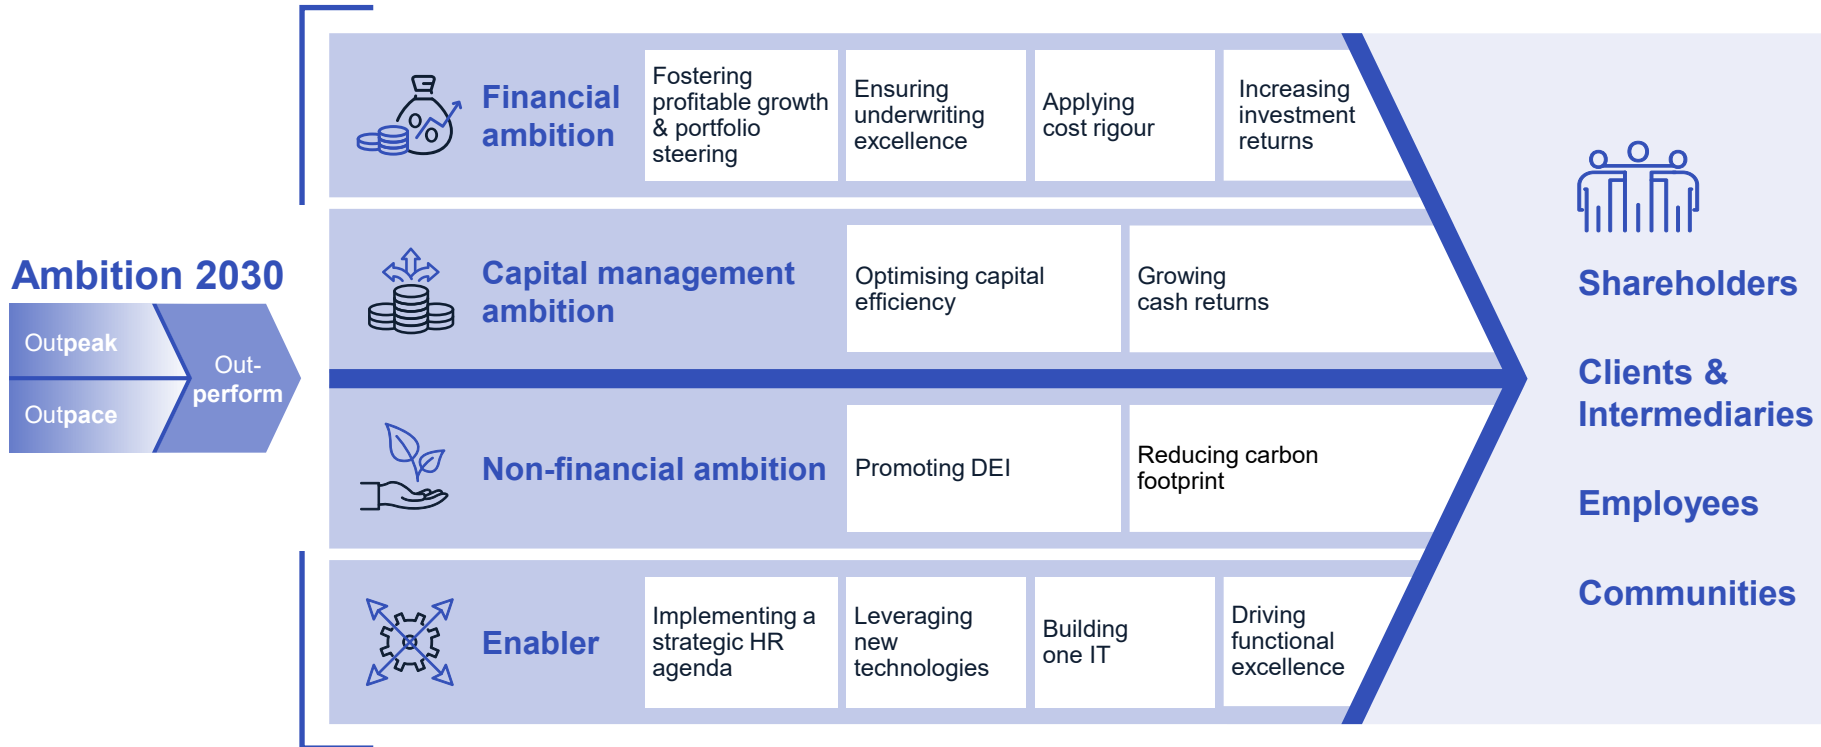 Ambition 2030
Outpeak
Outpace
Out-
perform
Financial
ambition
Fostering
profitable growth
& portfolio
steering
Ensuring
underwriting
excellence
Applying
cost rigour
Increasing
investment
returns
Capital management
ambition
Optimising capital
efficiency
Growing
cash returns
Non-financial ambition
Promoting DEI
Reducing carbon
footprint
Enabler
Implementing a
strategic HR
agenda
Leveraging
new
technologies
Building
one IT
Driving
functional
excellence
Shareholders
Clients &
Intermediaries
Employees
Communities